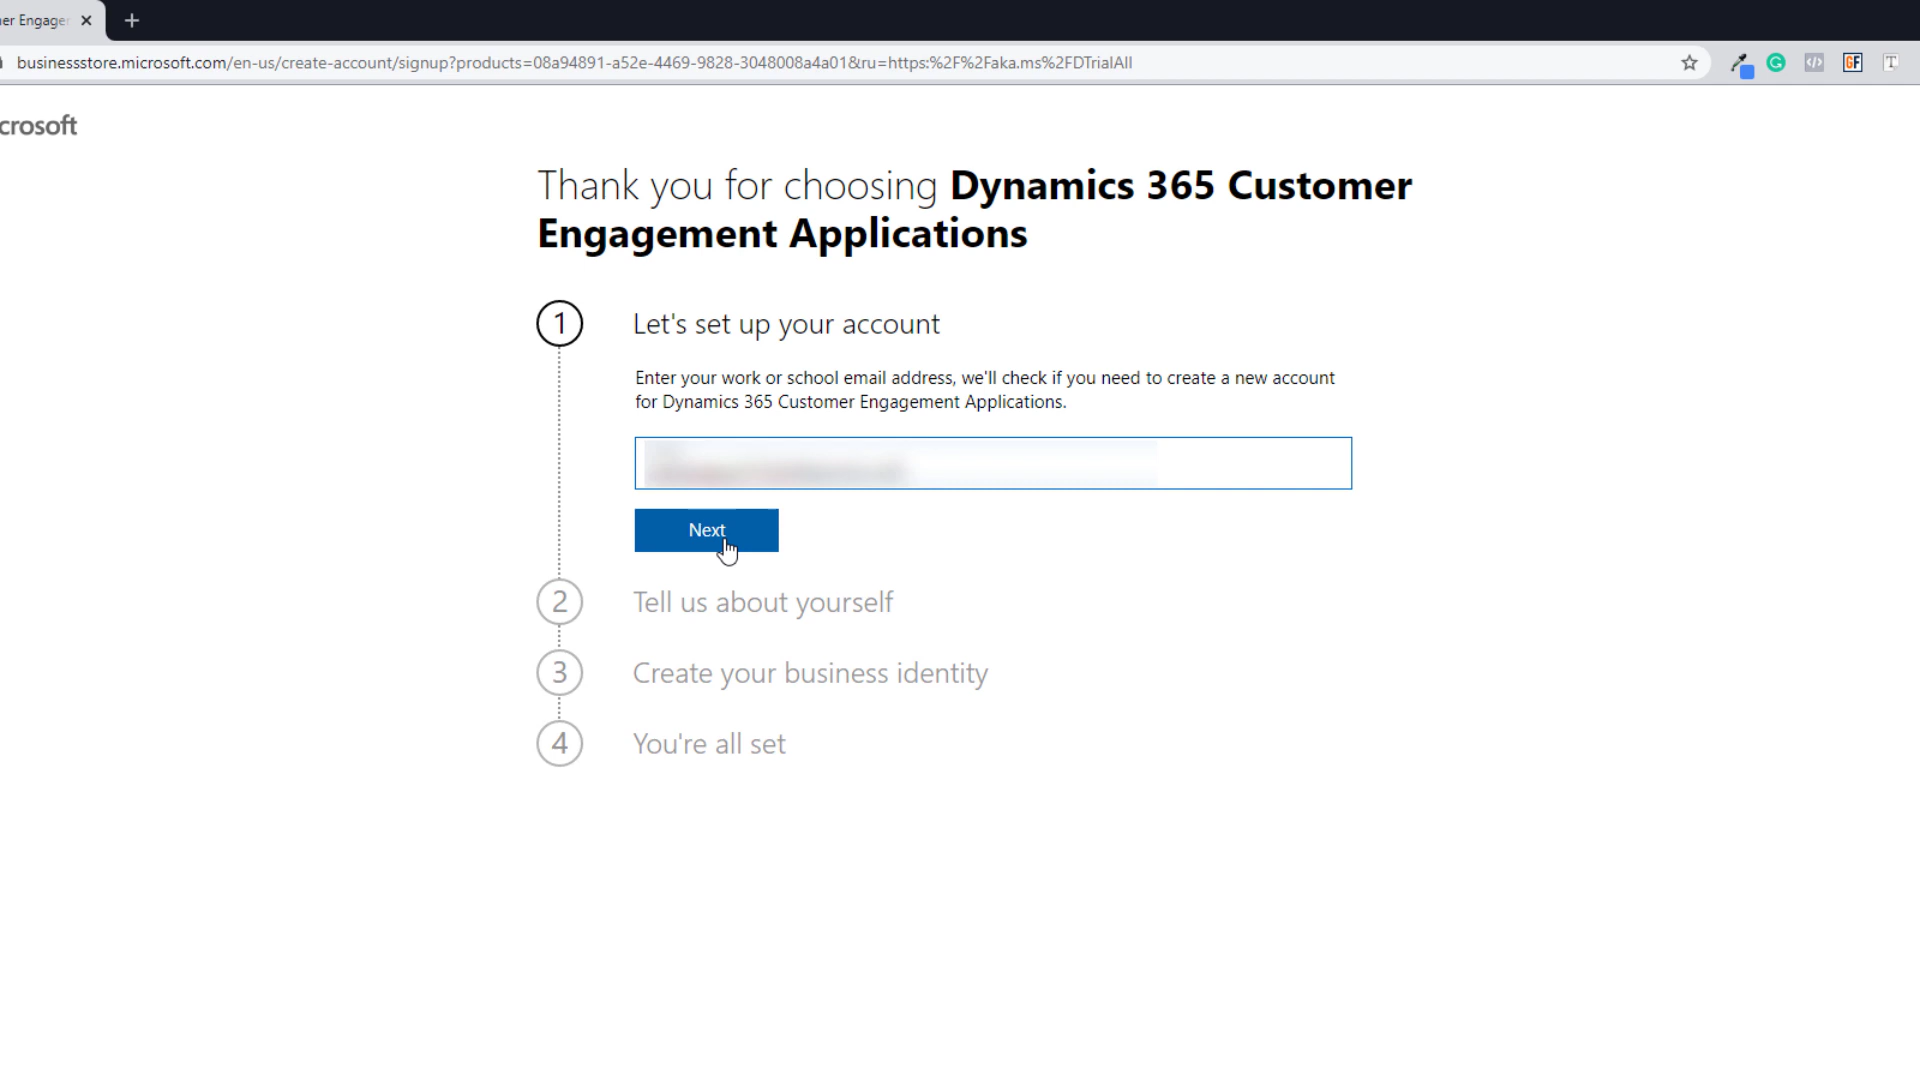 er Engager
businessstore.microsoft.com/en-us/create-account/signup?products=08a94891-a52e-4469-9828-3048008a4a01&ru=https:%2F%2Faka.ms%2FDTrialAll
GF
T
crosoft
Thank you for choosing Dynamics 365 Customer
Engagement Applications
1
Let's set up your account
Enter your work or school email address, we'll check if you need to create a new account
for Dynamics 365 Customer Engagement Applications.
Next
2
Tell us about yourself
3
Create your business identity
4
You're all set